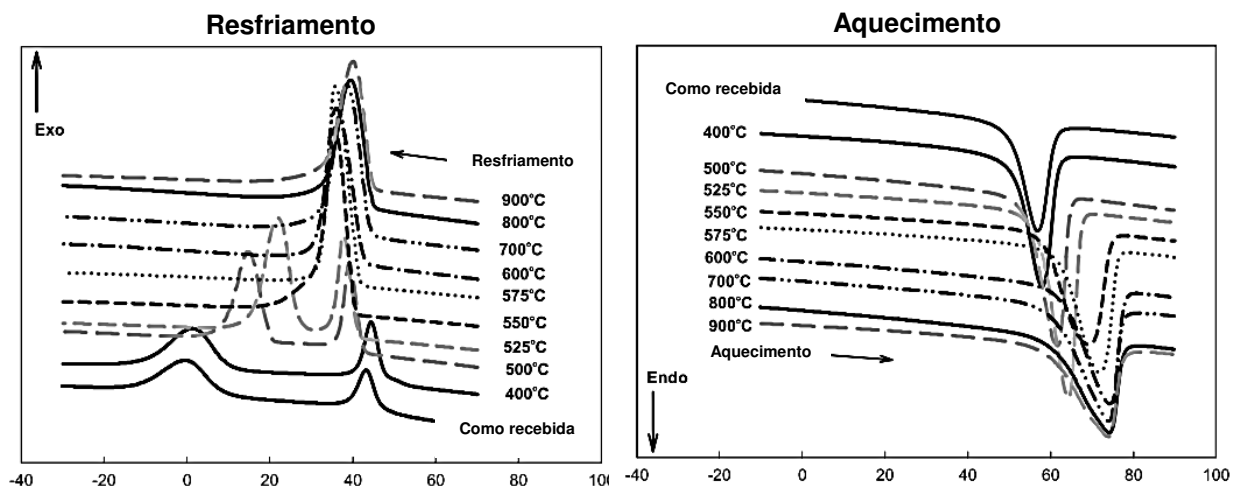 Resfriamento
Exo
Resfriamento
900°C
800°C
700°C
600°C
575°C
550°C
525°C
500°C
400°C
Como recebida
-40 -20 0 20 40 60 80 100
Aquecimento
Como recebida
400°C
500°C
525°C
550°C
575°C
600°C
700°C
800°C
900°C
Aquecimento
Endo
-40 -20 0 20 40 60 80 100